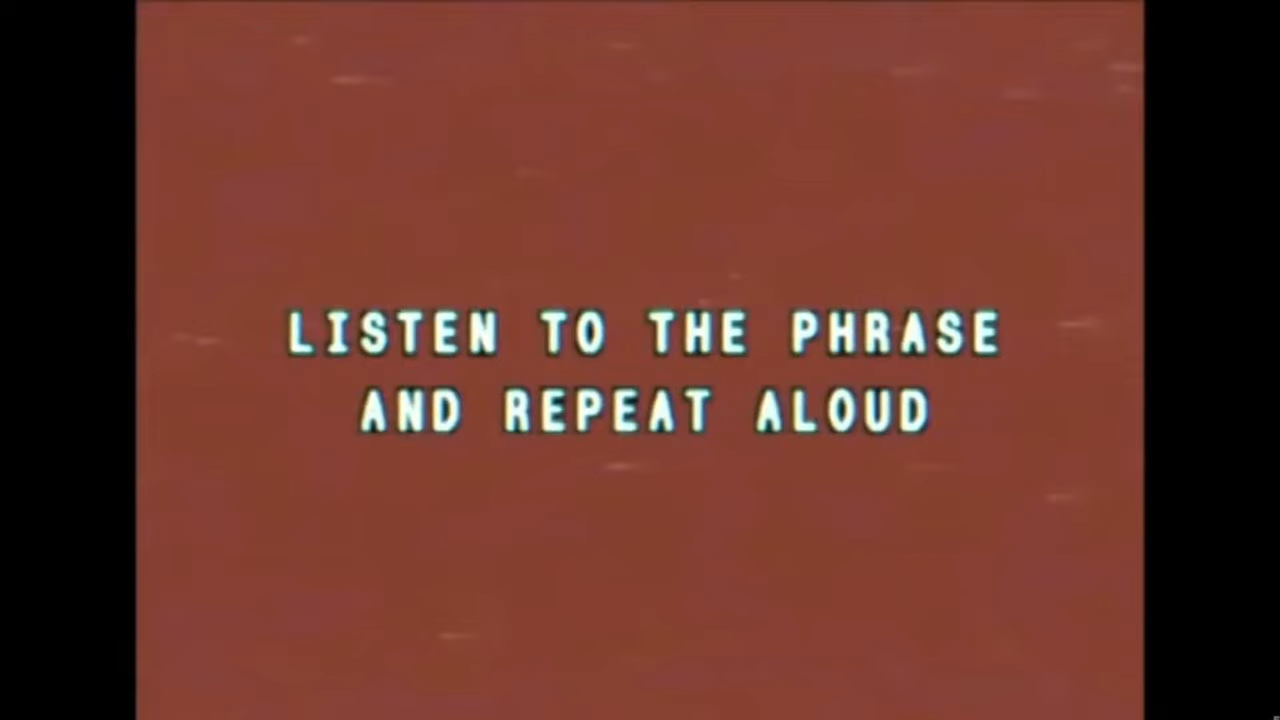 LISTEN TO THE PHRASE
AND REPEAT ALOUD